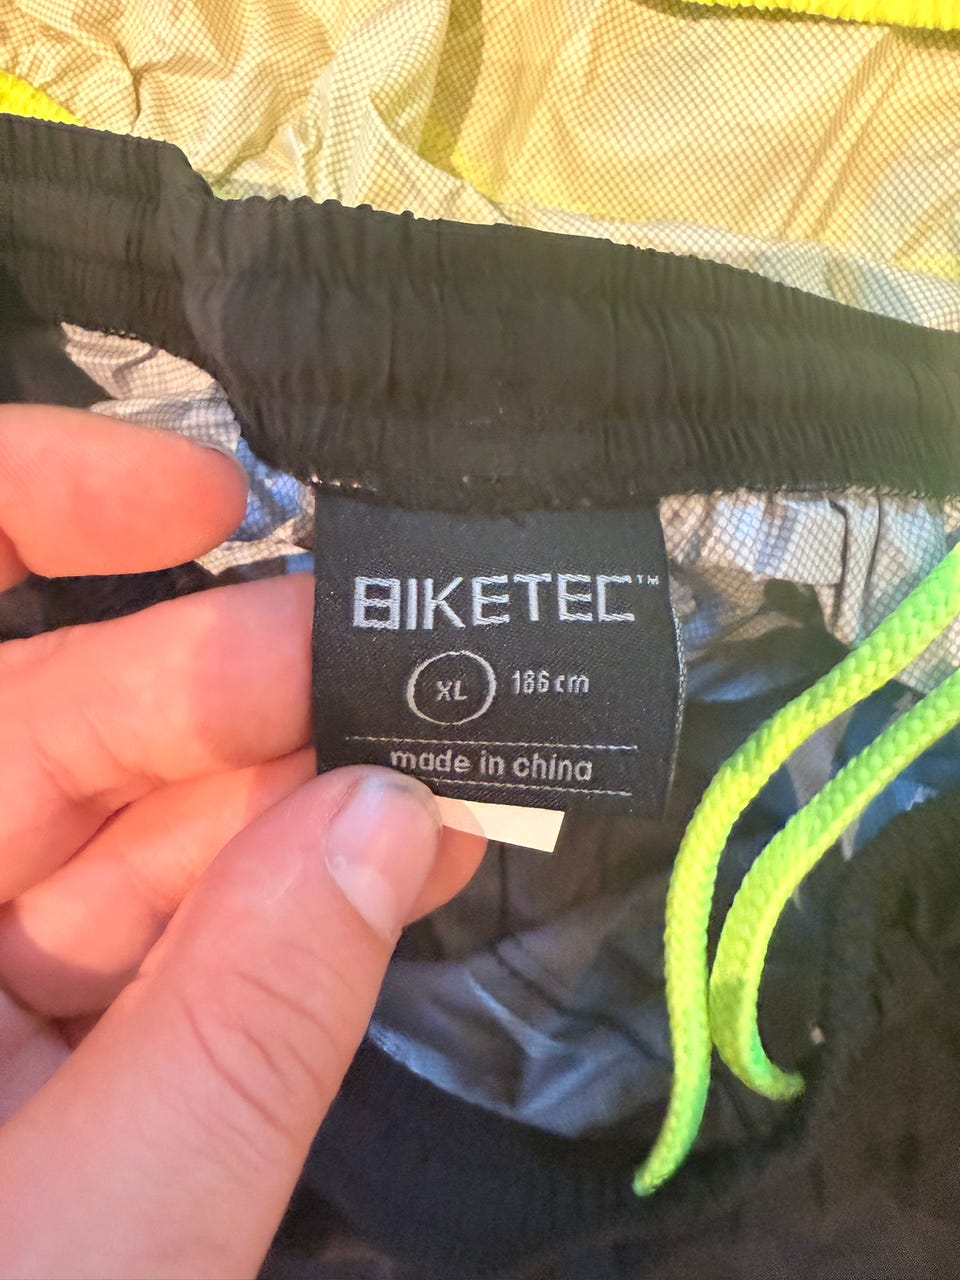 BIKETEC™
XL 186 cm
made in china